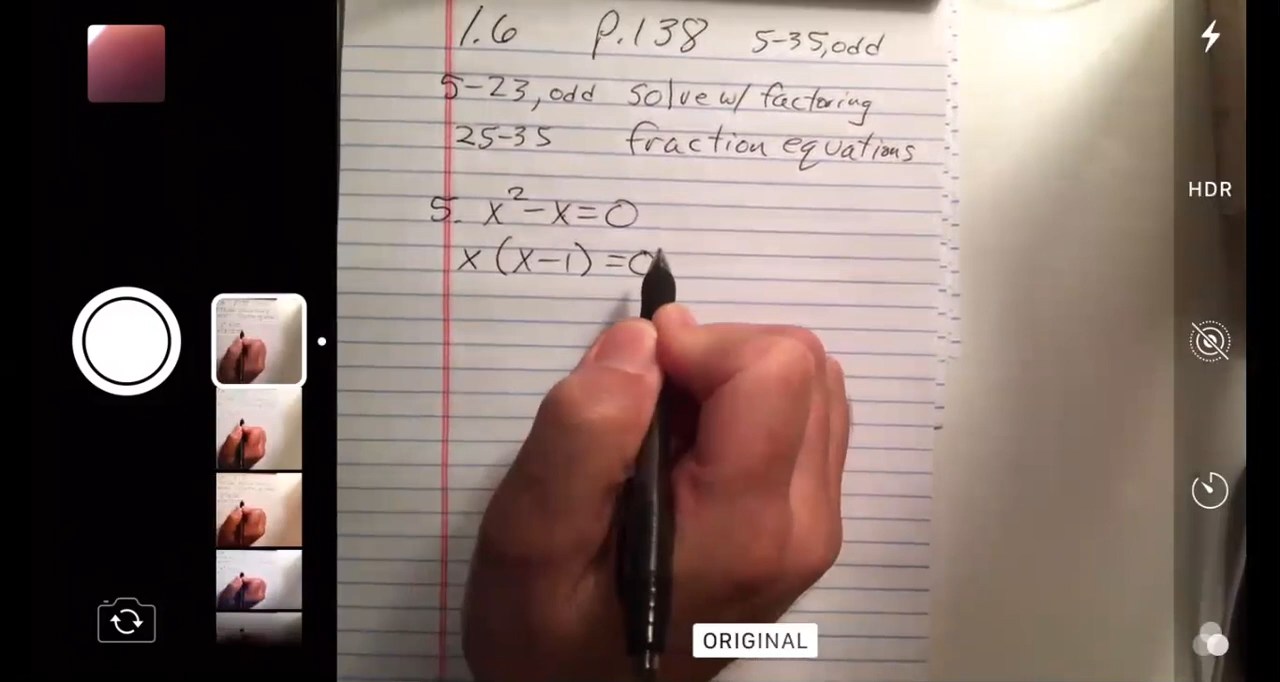 1.6 P.138 5-35,odd
5-23,odd solve w/ factoring
25-35 fraction equations
5. x²-x=0
x(x-1)=0
HDR
ORIGINAL